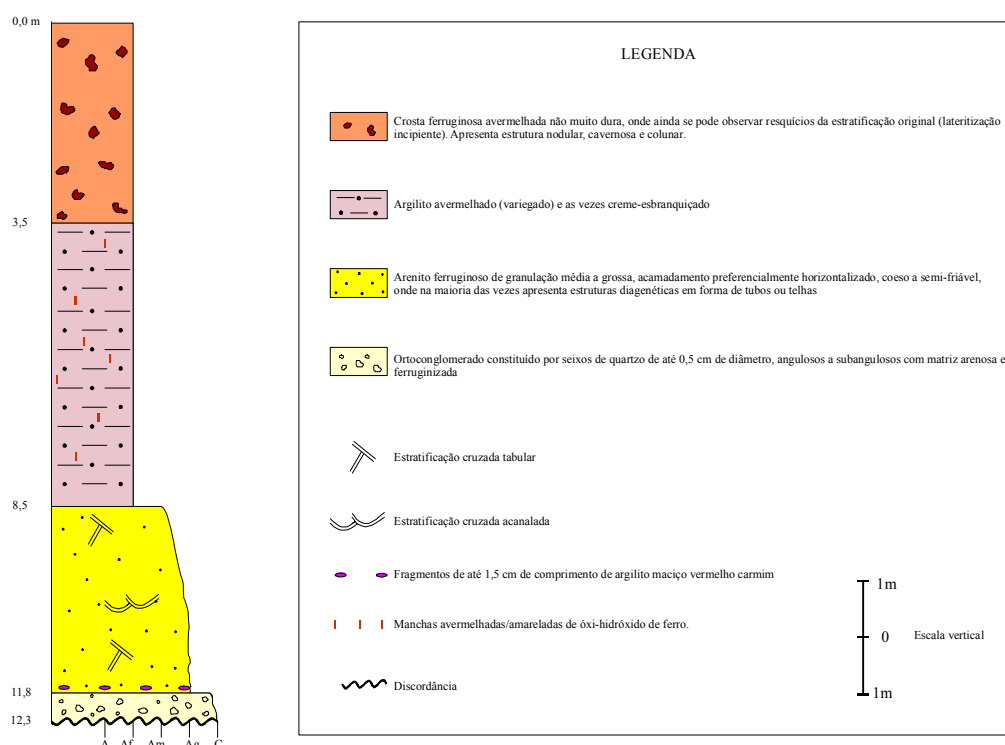 0,0 m
3,5
8,5
11,8
12,3
A Af Am Ag C
LEGENDA
Crosta ferruginosa avermelhada não muito dura, onde ainda se pode observar resquícios da estratificação original (lateritização
incipiente). Apresenta estrutura nodular, cavernosa e colunar.
Argilito avermelhado (variegado) e as vezes creme-esbranquiçado
Arenito ferruginoso de granulação média a grossa, acamadamento preferencialmente horizontalizado, coeso a semi-friável,
onde na maioria das vezes apresenta estruturas diagenéticas em forma de tubos ou telhas
Ortoconglomerado constituído por seixos de quartzo de até 0,5 cm de diâmetro, angulosos a subangulosos com matriz arenosa e
ferruginizada
Estratificação cruzada tabular
Estratificação cruzada acanalada
Fragmentos de até 1,5 cm de comprimento de argilito maciço vermelho carmim
Manchas avermelhadas/amareladas de óxi-hidróxido de ferro.
Discordância
1m
0
Escala vertical
1m